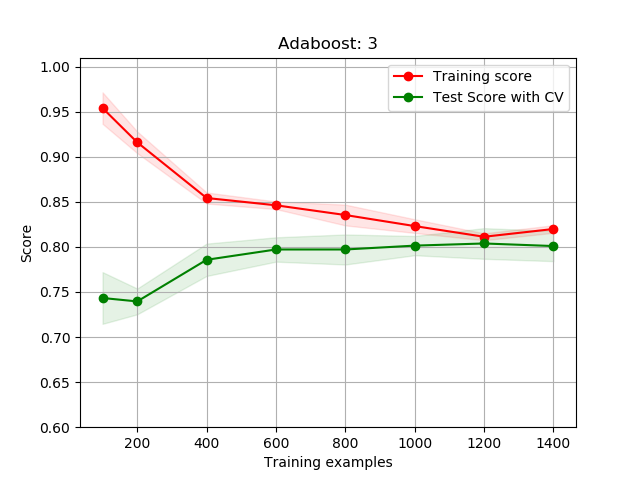 Adaboost: 3
Training score
Test Score with CV
1.00
0.95
0.90
0.85
0.80
0.75
0.70
0.65
0.60
Score
200 400 600 800 1000 1200 1400
Training examples